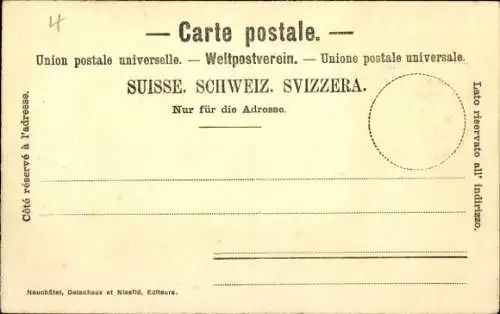 4
— Carte postale. —
Union postale universelle. — Weltpostverein. — Unione postale universale.
SUISSE. SCHWEIZ. SVIZZERA.
Nur für die Adresse.
Côté réservé à l'adresse.
Lato riservato all' indirizzo.
Neuchâtel, Delachaux et Niestlé, Editeurs.